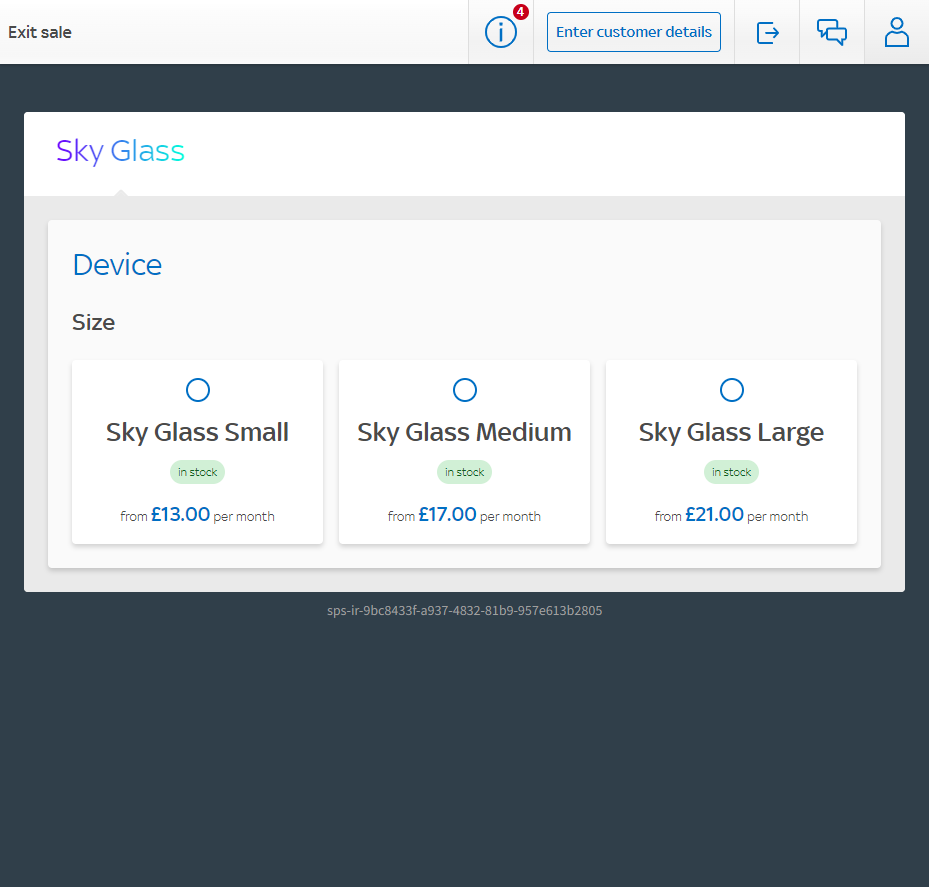 Exit sale
4
Enter customer details
Sky Glass
Device
Size
Sky Glass Small
in stock
from £13.00 per month
Sky Glass Medium
in stock
from £17.00 per month
Sky Glass Large
in stock
from £21.00 per month
sps-ir-9bc8433f-a937-4832-81b9-957e613b2805